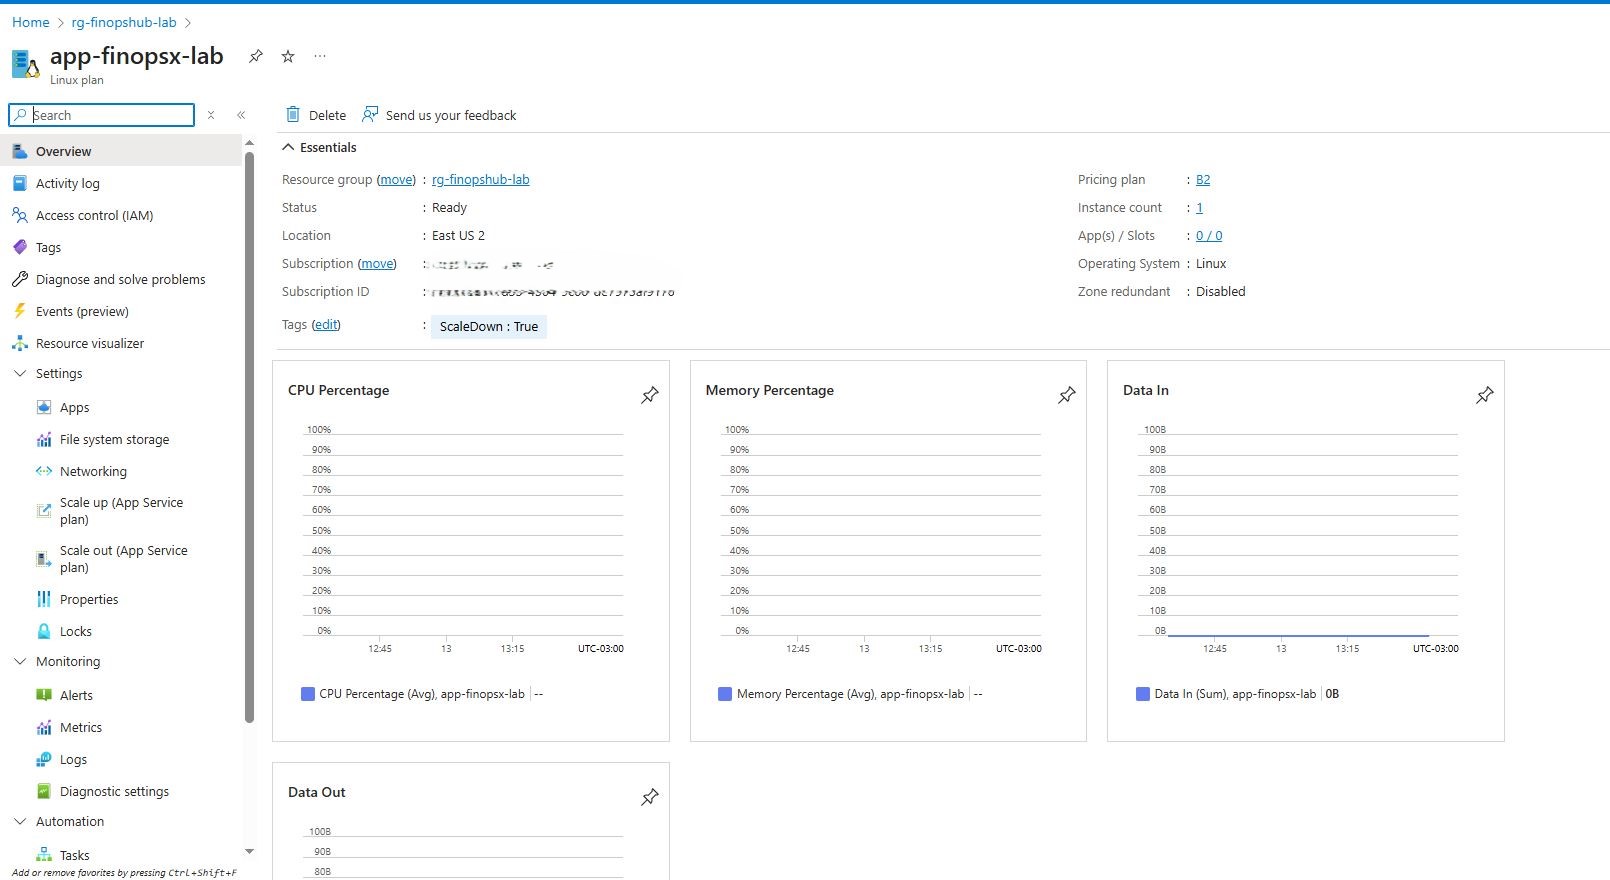 Home > rg-finopshub-lab >
app-finopsx-lab ...
Linux plan
Search
Delete
Send us your feedback
Overview
Activity log
Access control (IAM)
Tags
Diagnose and solve problems
Events (preview)
Resource visualizer
Settings
Apps
File system storage
Networking
Scale up (App Service
plan)
Scale out (App Service
plan)
Properties
Locks
Monitoring
Alerts
Metrics
Logs
Diagnostic settings
Automation
Tasks
Add or remove favorites by pressing Ctrl+Shift+F
Essentials
Resource group (move) : rg-finopshub-lab
Status : Ready
Location : East US 2
Subscription (move) :
Subscription ID :
Tags (edit) : ScaleDown : True
Pricing plan : B2
Instance count : 1
App(s) / Slots : 0 / 0
Operating System : Linux
Zone redundant : Disabled
CPU Percentage
100%
90%
80%
70%
60%
50%
40%
30%
20%
10%
0%
12:45 13 13:15 UTC-03:00
CPU Percentage (Avg), app-finopsx-lab | --
Memory Percentage
100%
90%
80%
70%
60%
50%
40%
30%
20%
10%
0%
12:45 13 13:15 UTC-03:00
Memory Percentage (Avg), app-finopsx-lab | --
Data In
100B
90B
80B
70B
60B
50B
40B
30B
20B
10B
0B
12:45 13 13:15 UTC-03:00
Data In (Sum), app-finopsx-lab | 0B
Data Out
100B
90B
80B